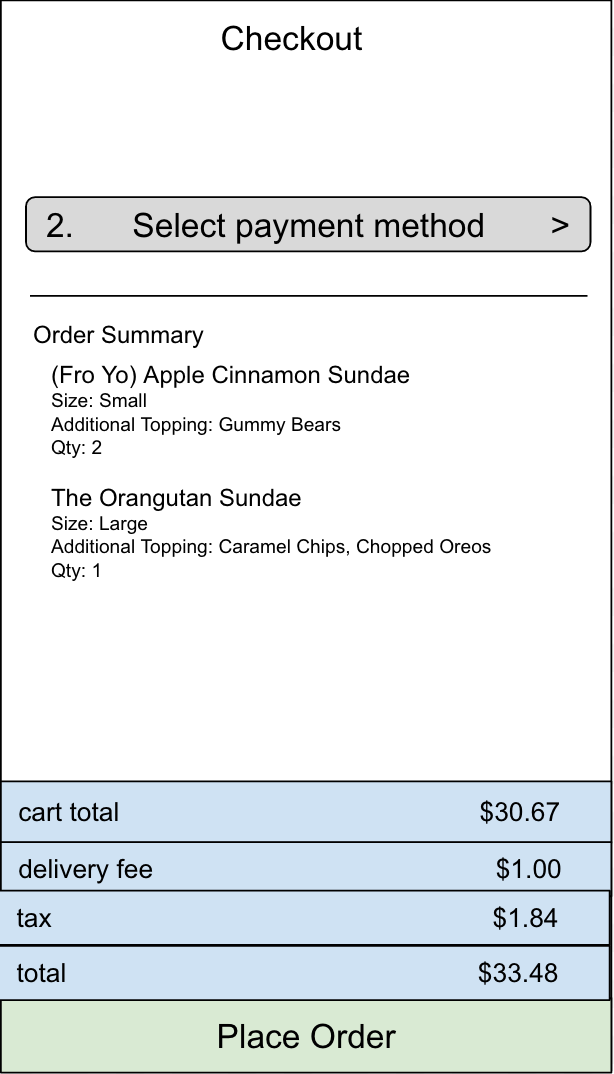 Checkout
2. Select payment method >
Order Summary
(Fro Yo) Apple Cinnamon Sundae
Size: Small
Additional Topping: Gummy Bears
Qty: 2
The Orangutan Sundae
Size: Large
Additional Topping: Caramel Chips, Chopped Oreos
Qty: 1
cart total $30.67
delivery fee $1.00
tax $1.84
total $33.48
Place Order